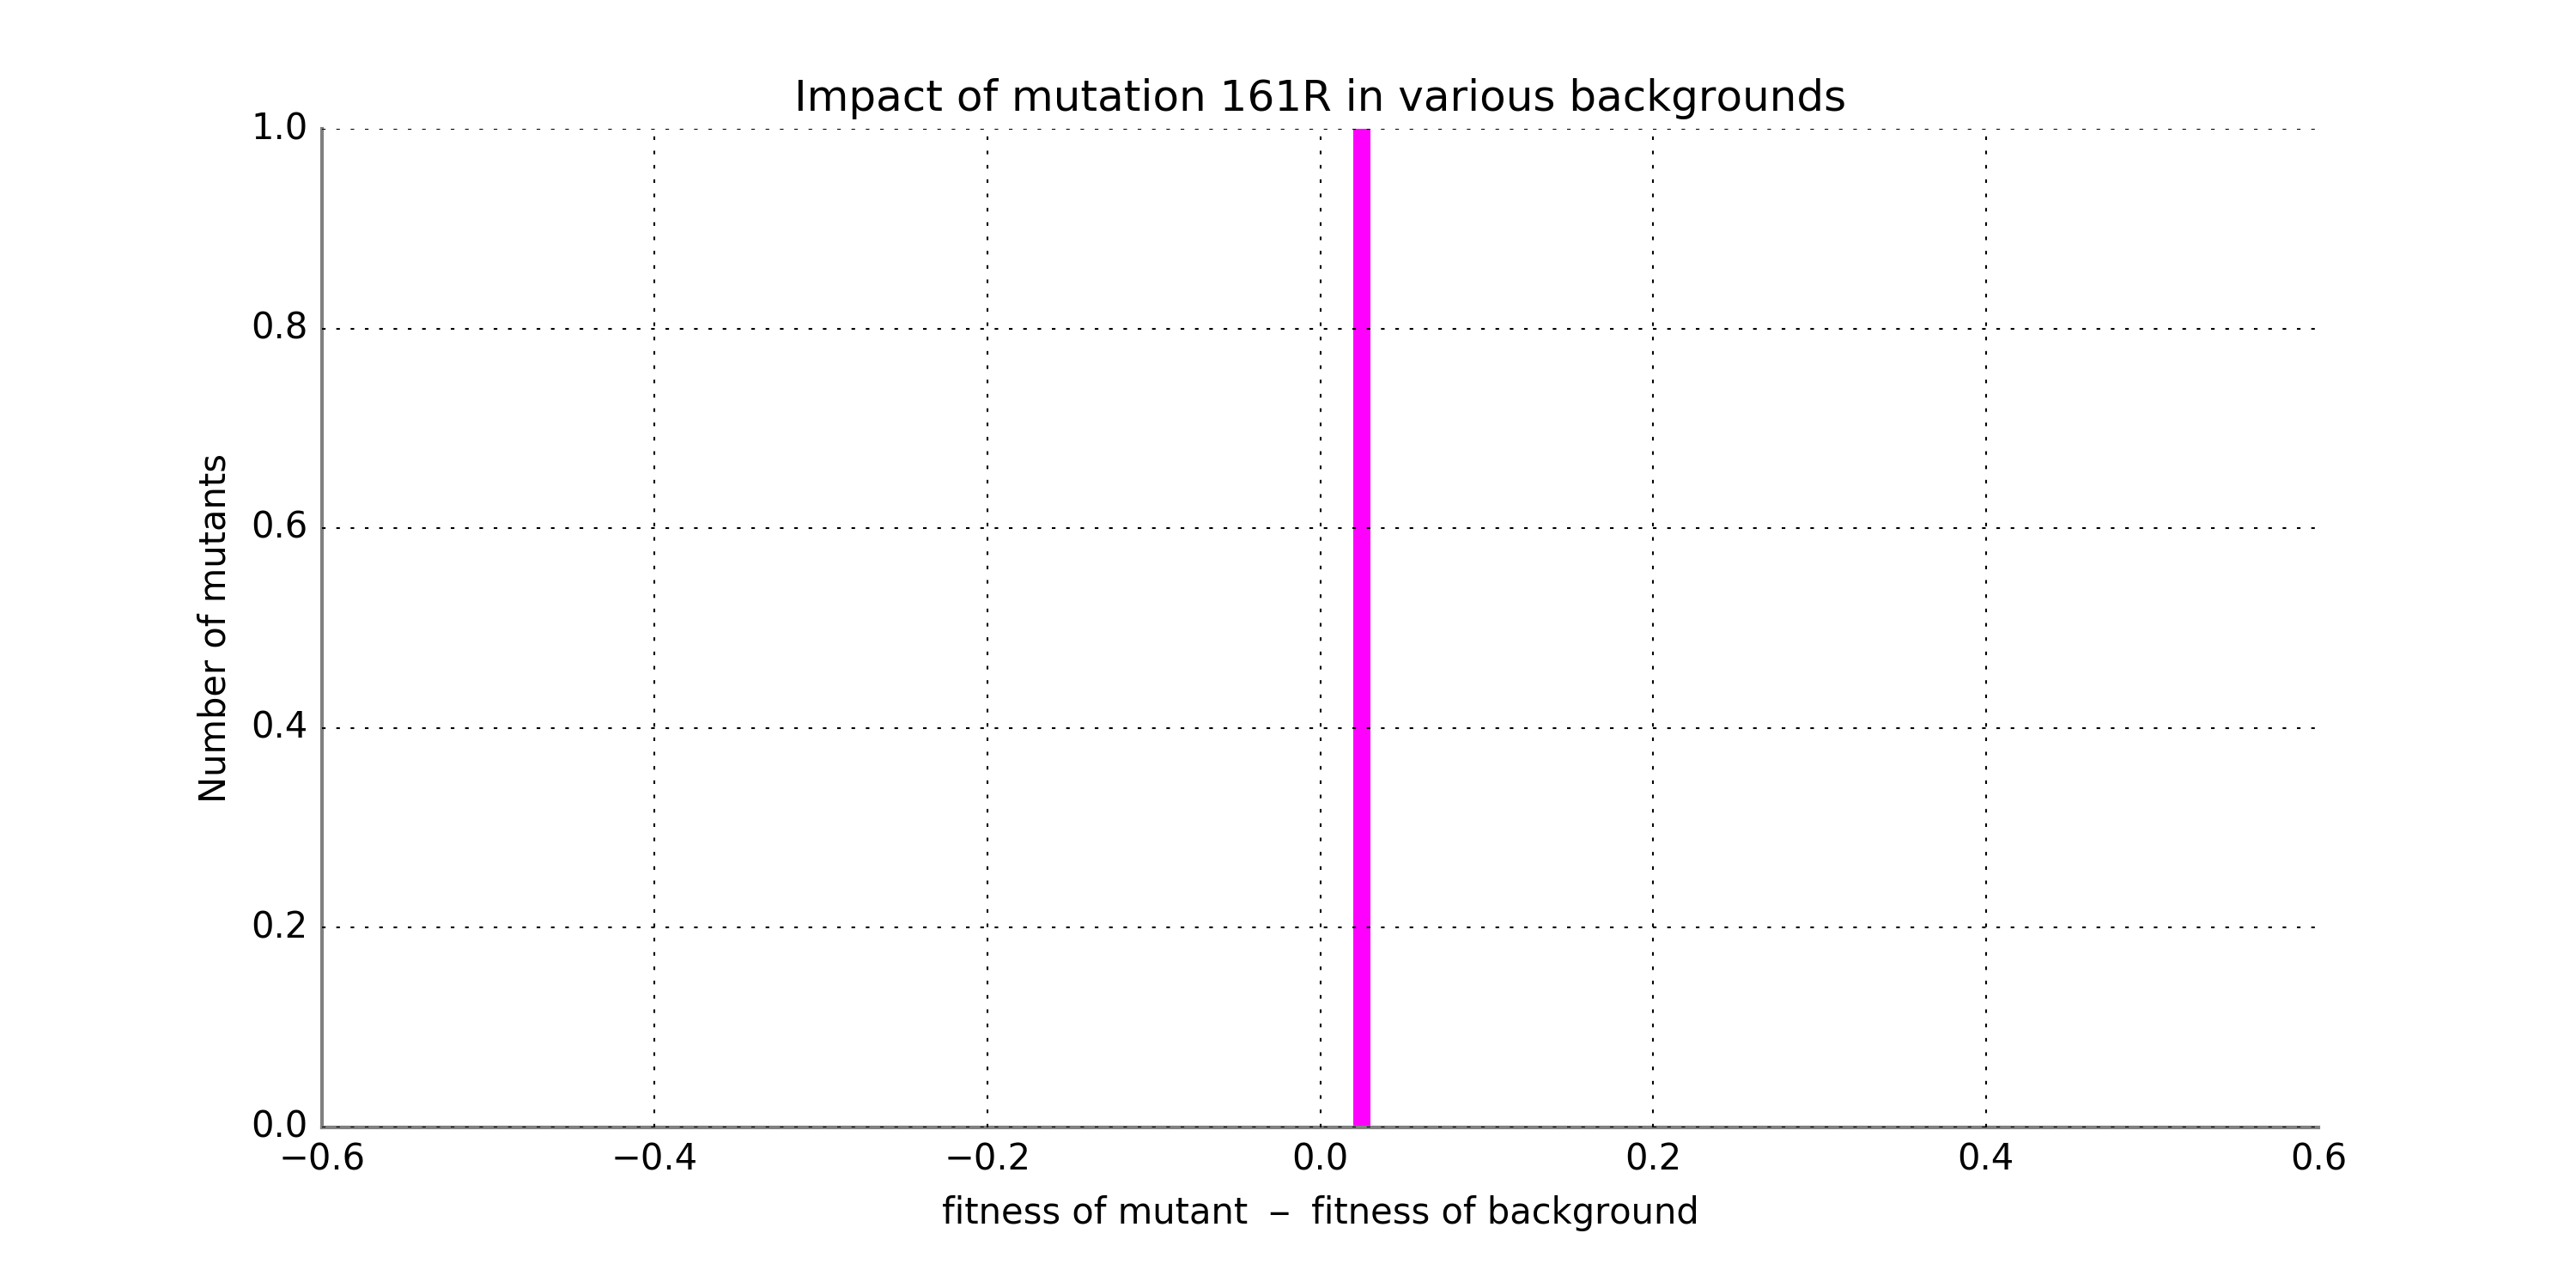 Impact of mutation 161R in various backgrounds
1.0
0.8
0.6
0.4
0.2
0.0
Number of mutants
−0.6 −0.4 −0.2 0.0 0.2 0.4 0.6
fitness of mutant − fitness of background